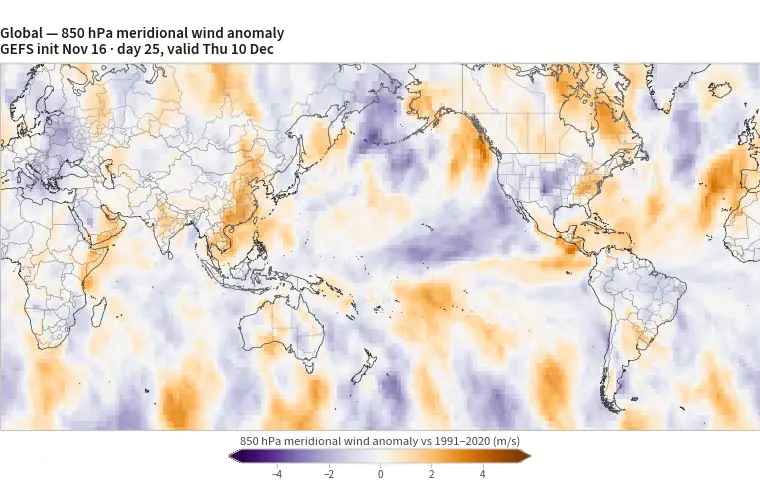 Global — 850 hPa meridional wind anomaly
GEFS init Nov 16 · day 25, valid Thu 10 Dec
850 hPa meridional wind anomaly vs 1991–2020 (m/s)
−4 −2 0 2 4